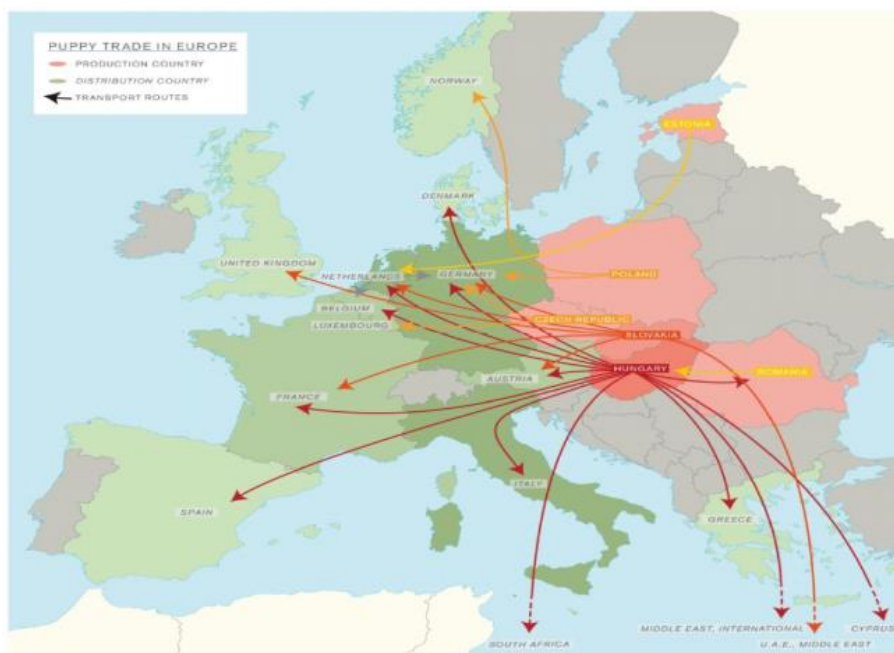 PUPPY TRADE IN EUROPE
PRODUCTION COUNTRY
DISTRIBUTION COUNTRY
TRANSPORT ROUTES
NORWAY
ESTONIA
DENMARK
UNITED KINGDOM
NETHERLANDS
GERMANY
POLAND
BELGIUM
LUXEMBOURG
CZECH REPUBLIC
SLOVAKIA
HUNGARY
ROMANIA
AUSTRIA
FRANCE
ITALY
SPAIN
GREECE
SOUTH AFRICA
MIDDLE EAST, INTERNATIONAL
CYPRUS
U.A.E., MIDDLE EAST